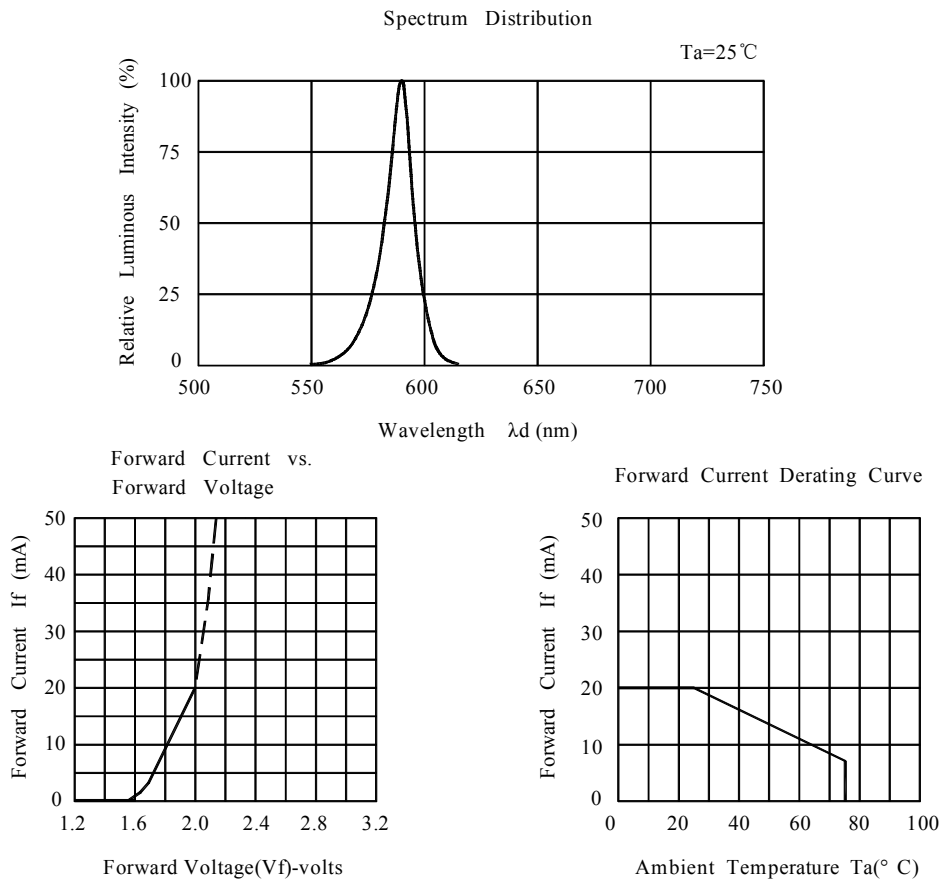 Spectrum Distribution
Ta=25℃
Relative Luminous Intensity (%)
100
75
50
25
0
500 550 600 650 700 750
Wavelength λd (nm)
Forward Current vs.
Forward Voltage
Forward Current If (mA)
50
40
30
20
10
0
1.2 1.6 2.0 2.4 2.8 3.2
Forward Voltage(Vf)-volts
Forward Current Derating Curve
Forward Current If (mA)
50
40
30
20
10
0
0 20 40 60 80 100
Ambient Temperature Ta(° C)